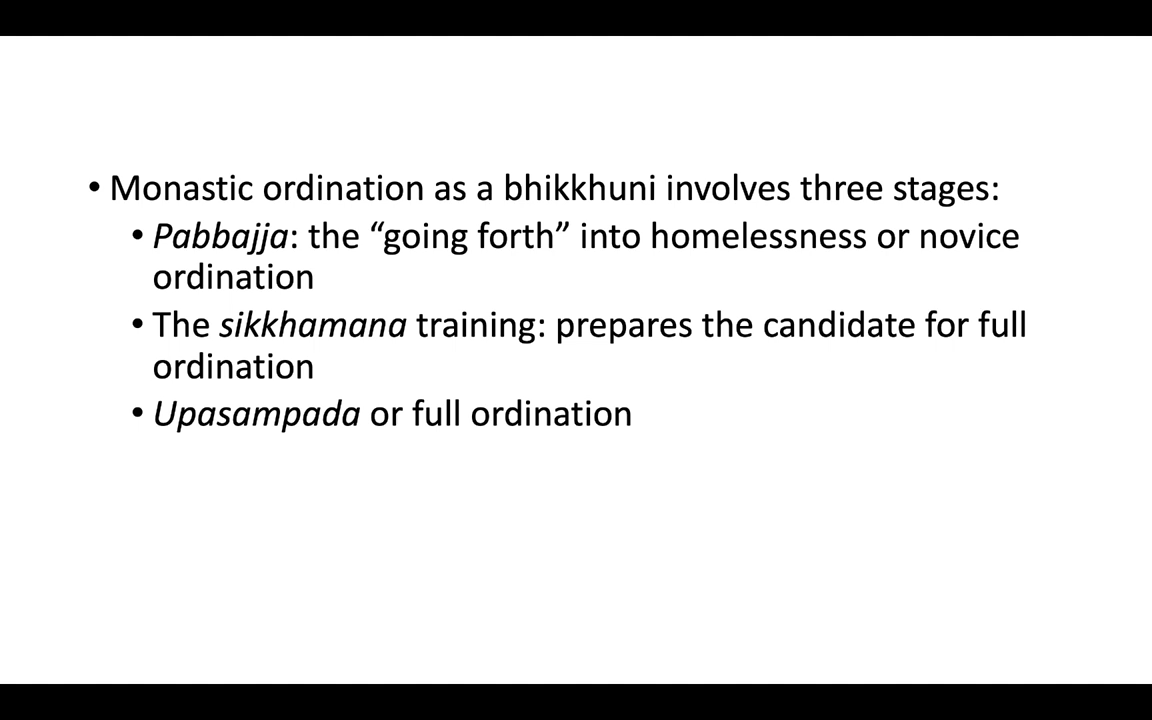 • Monastic ordination as a bhikkhuni involves three stages:
• Pabbajja: the “going forth” into homelessness or novice
ordination
• The sikkhamana training: prepares the candidate for full
ordination
• Upasampada or full ordination